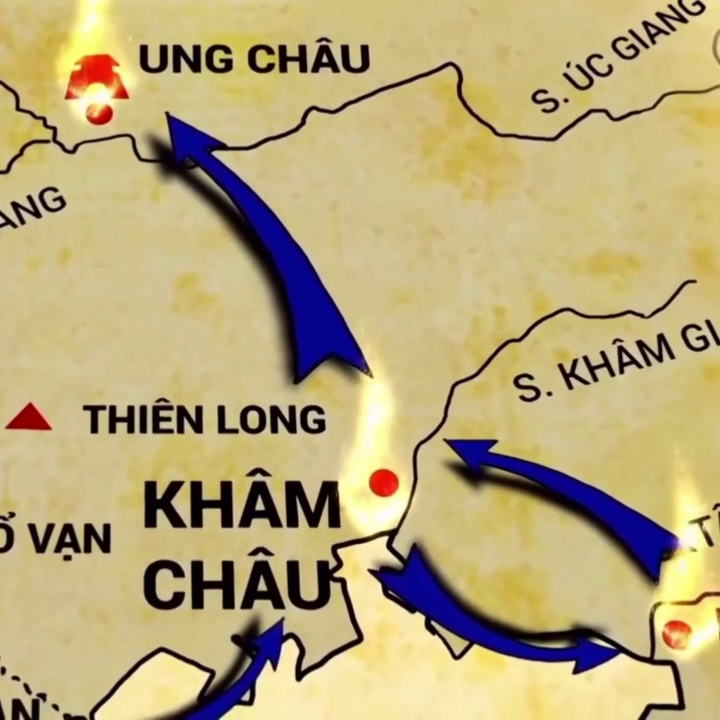 UNG CHÂU
S. ÚC GIANG
ANG
S. KHÂM GI
THIÊN LONG
KHÂM
CHÂU
Ổ VẠN